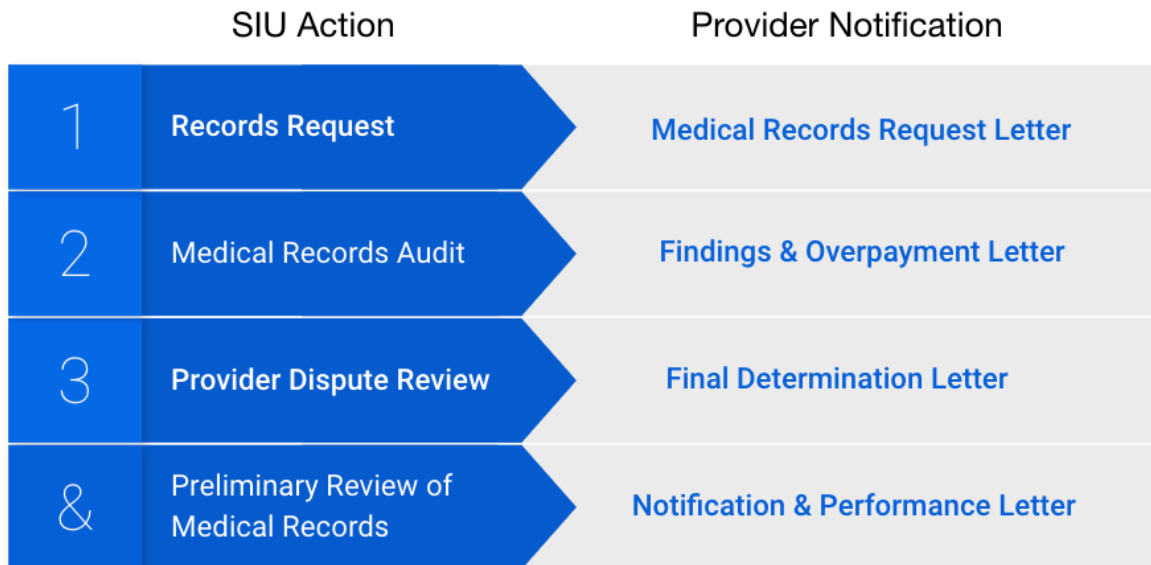 SIU Action
Provider Notification
1
Records Request
Medical Records Request Letter
2
Medical Records Audit
Findings & Overpayment Letter
3
Provider Dispute Review
Final Determination Letter
&
Preliminary Review of
Medical Records
Notification & Performance Letter